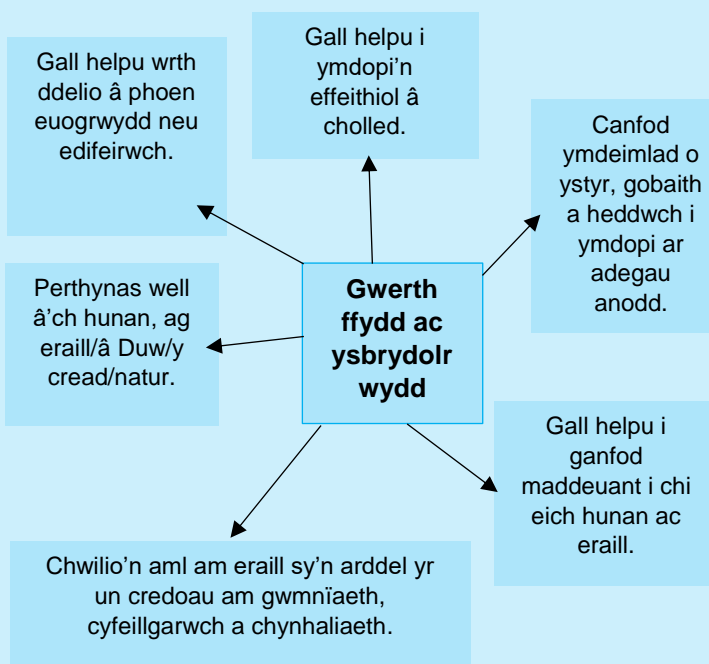 Gall helpu wrth
ddelio â phoen
euogrwydd neu
edifeirwch.
Gall helpu i
ymdopi'n
effeithiol â
cholled.
Canfod
ymdeimlad o
ystyr, gobaith
a heddwch i
ymdopi ar
adegau
anodd.
Perthynas well
â'ch hunan, ag
eraill/â Duw/y
cread/natur.
Gwerth
ffydd ac
ysbrydolr
wydd
Gall helpu i
ganfod
maddeuant i chi
eich hunan ac
eraill.
Chwilio'n aml am eraill sy'n arddel yr
un credoau am gwmnïaeth,
cyfeillgarwch a chynhaliaeth.